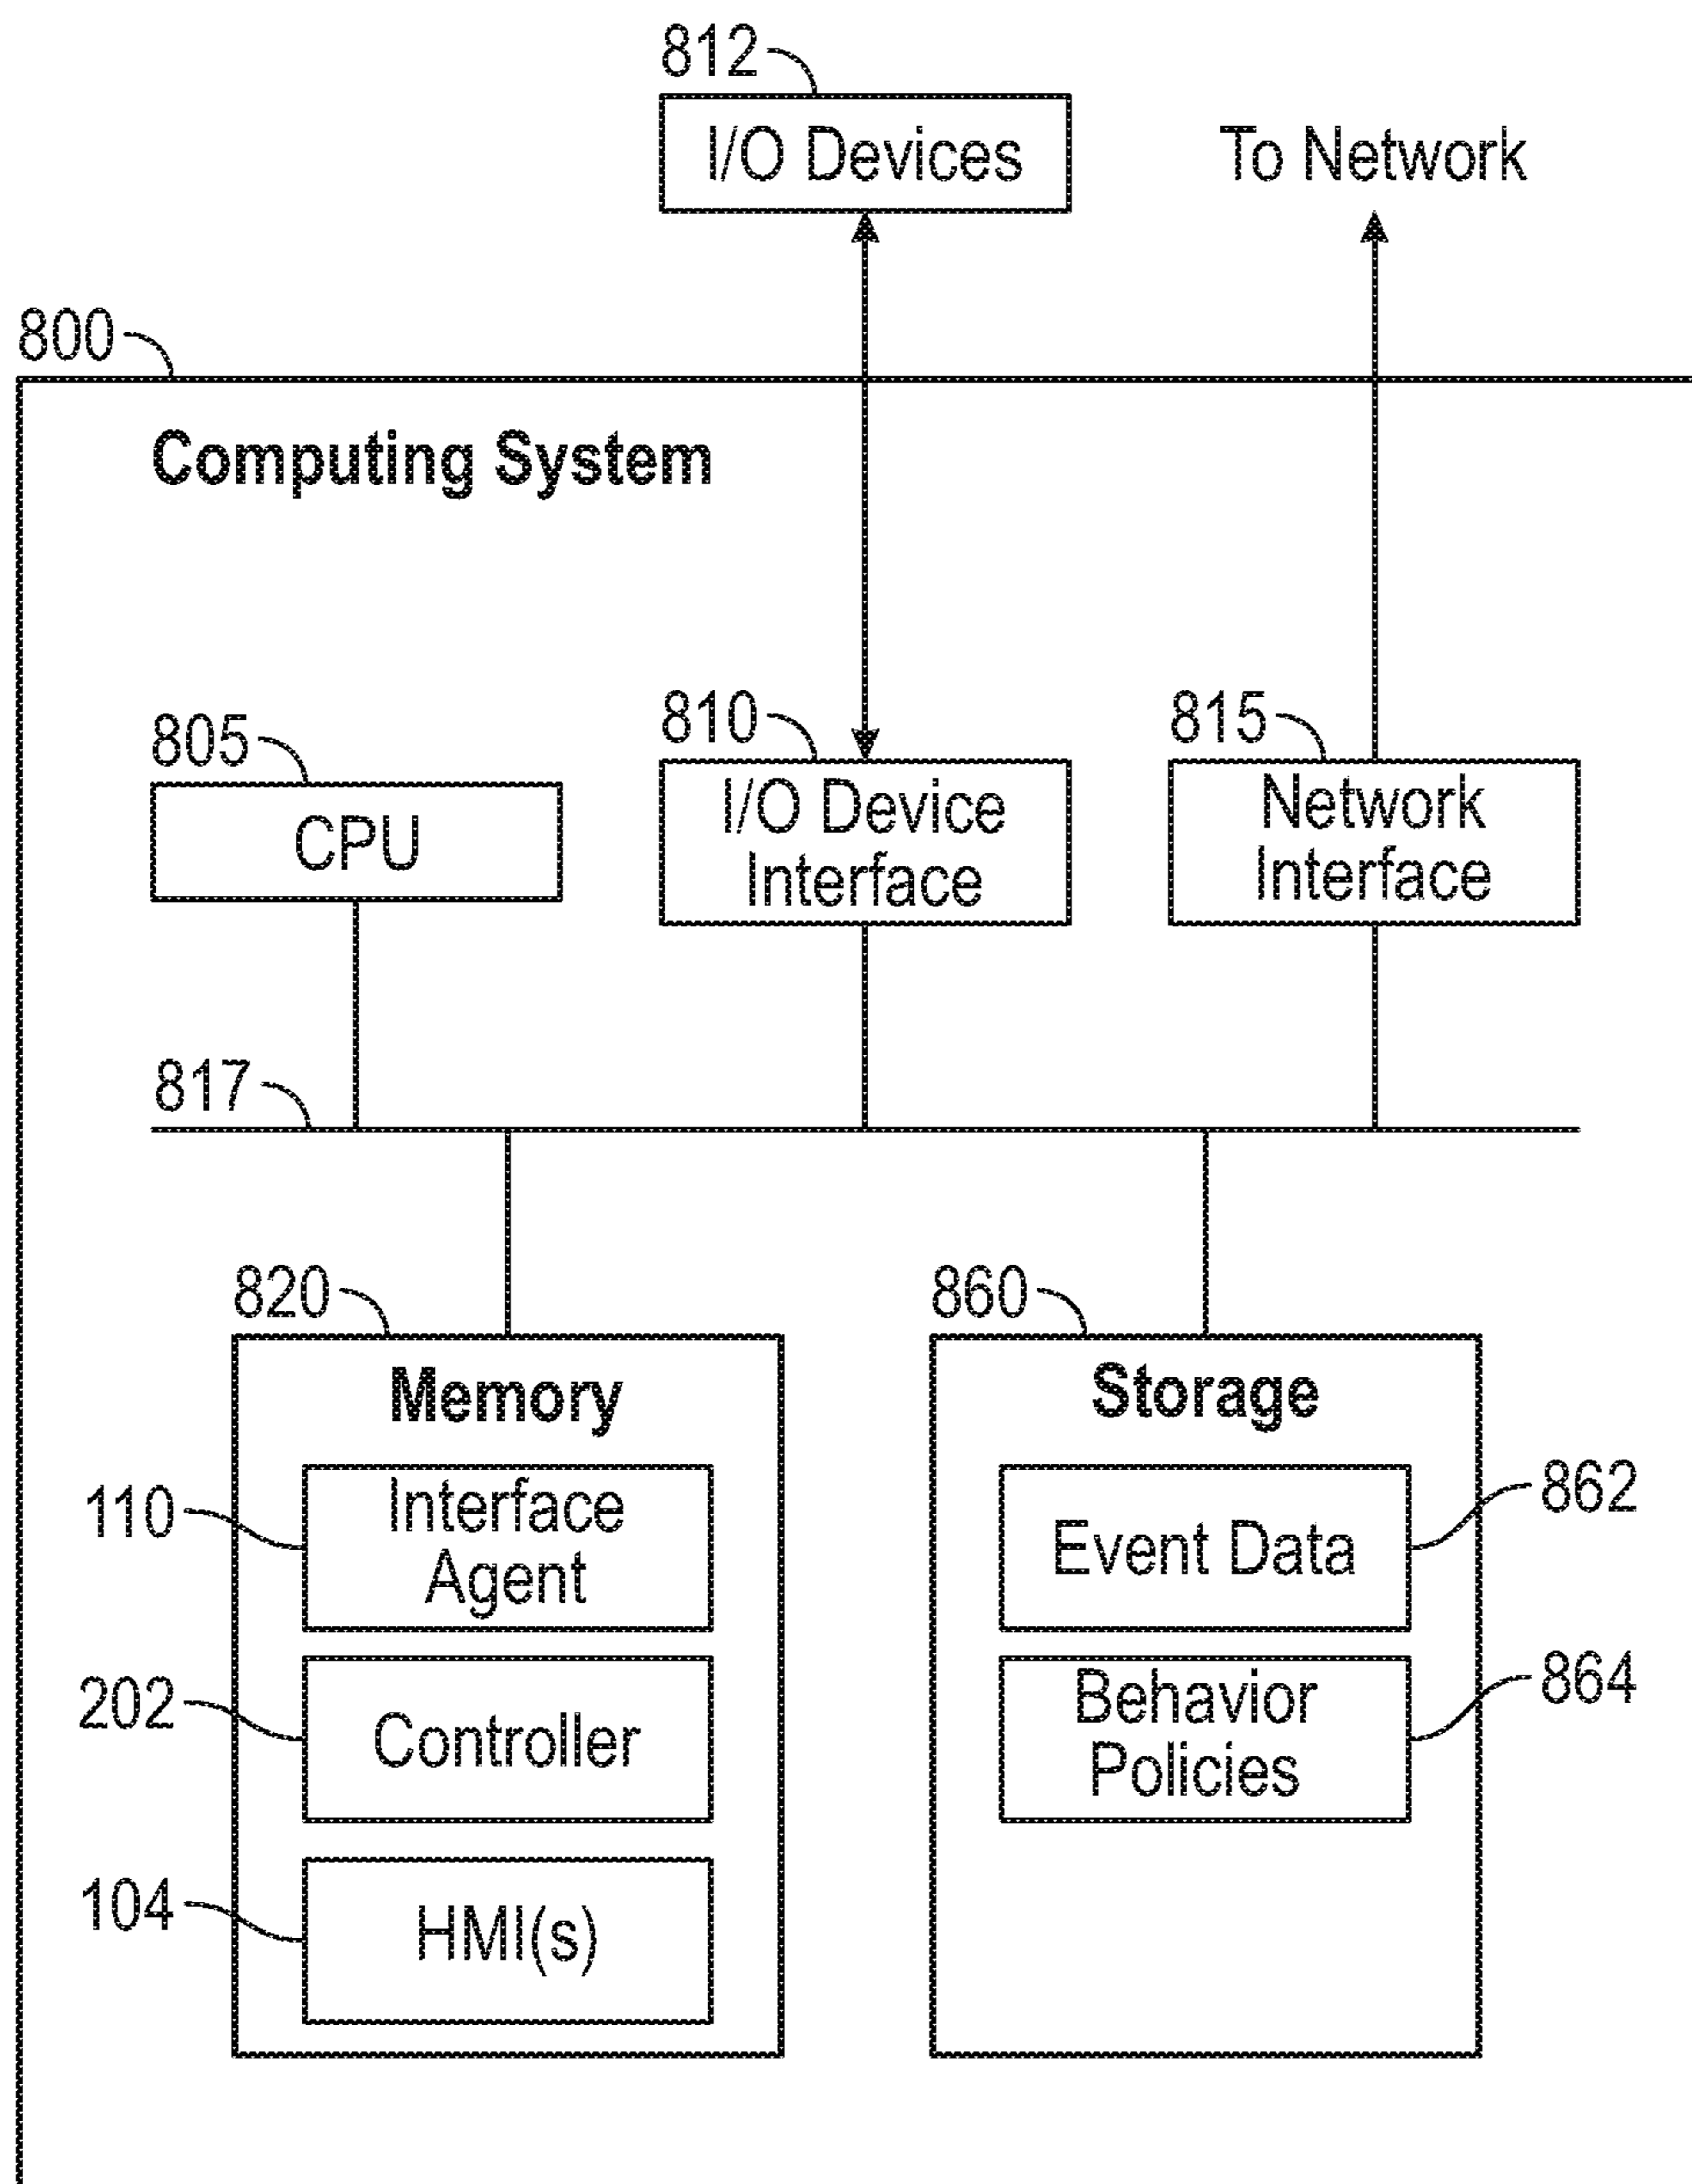 812
I/O Devices
To Network
800
Computing System
805
CPU
810
I/O Device
Interface
815
Network
Interface
817
820
Memory
110
Interface
Agent
202
Controller
104
HMI(s)
860
Storage
862
Event Data
864
Behavior
Policies